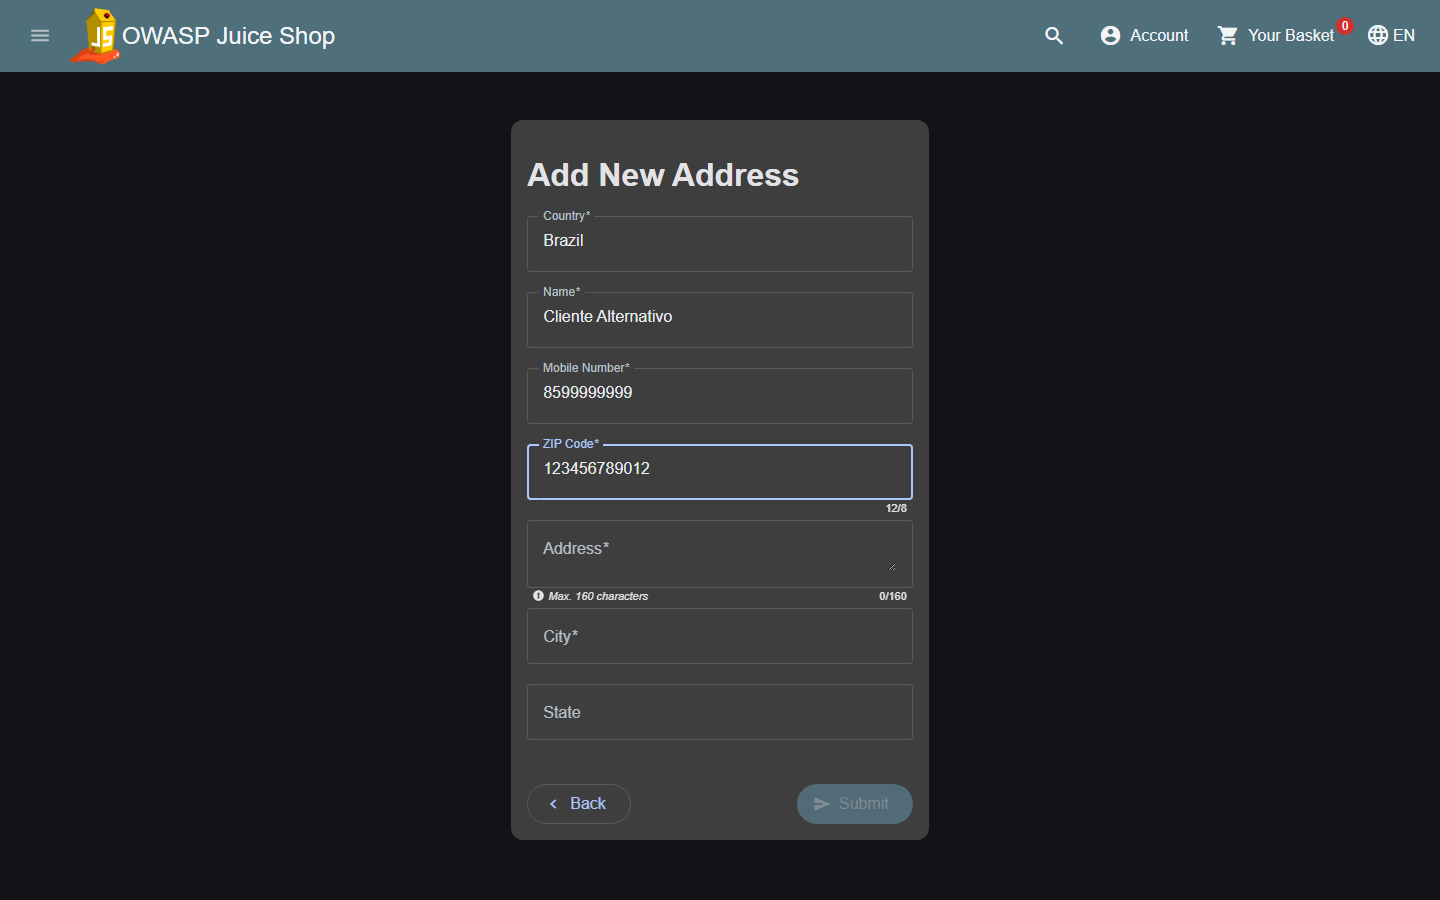 JS OWASP Juice Shop Account Your Basket 0 EN
Add New Address
Country*
Brazil
Name*
Cliente Alternativo
Mobile Number*
8599999999
ZIP Code*
123456789012
12/8
Address*
Max. 160 characters 0/160
City*
State
Back Submit